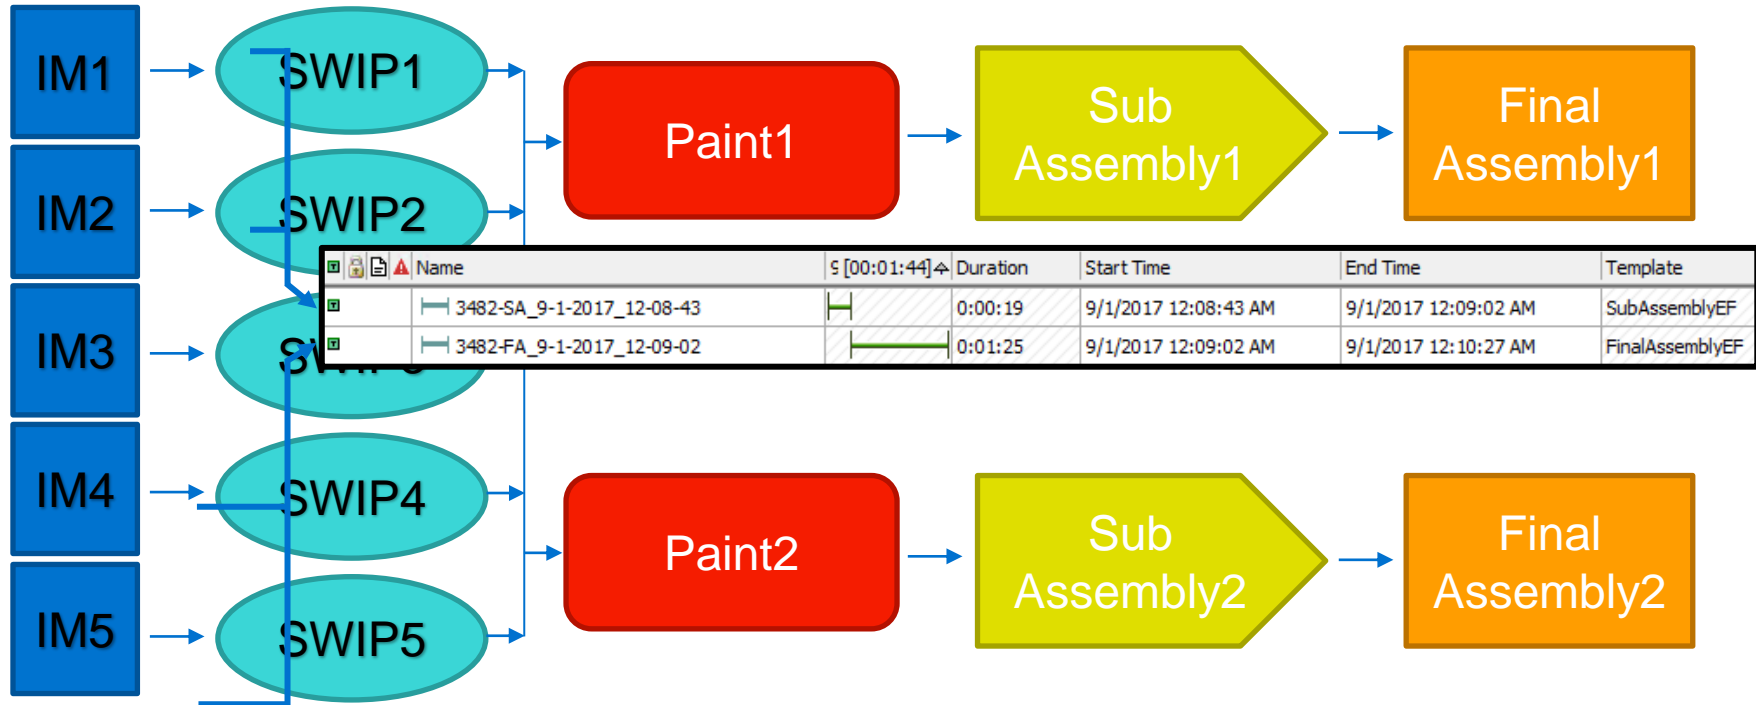 IM1
SWIP1
Paint1
Sub
Assembly1
Final
Assembly1
IM2
SWIP2
Name
[00:01:44]
Duration
Start Time
End Time
Template
3482-SA_9-1-2017_12-08-43
0:00:19
9/1/2017 12:08:43 AM
9/1/2017 12:09:02 AM
SubAssemblyEF
3482-FA_9-1-2017_12-09-02
0:01:25
9/1/2017 12:09:02 AM
9/1/2017 12:10:27 AM
FinalAssemblyEF
IM3
IM4
SWIP4
Paint2
Sub
Assembly2
Final
Assembly2
IM5
SWIP5